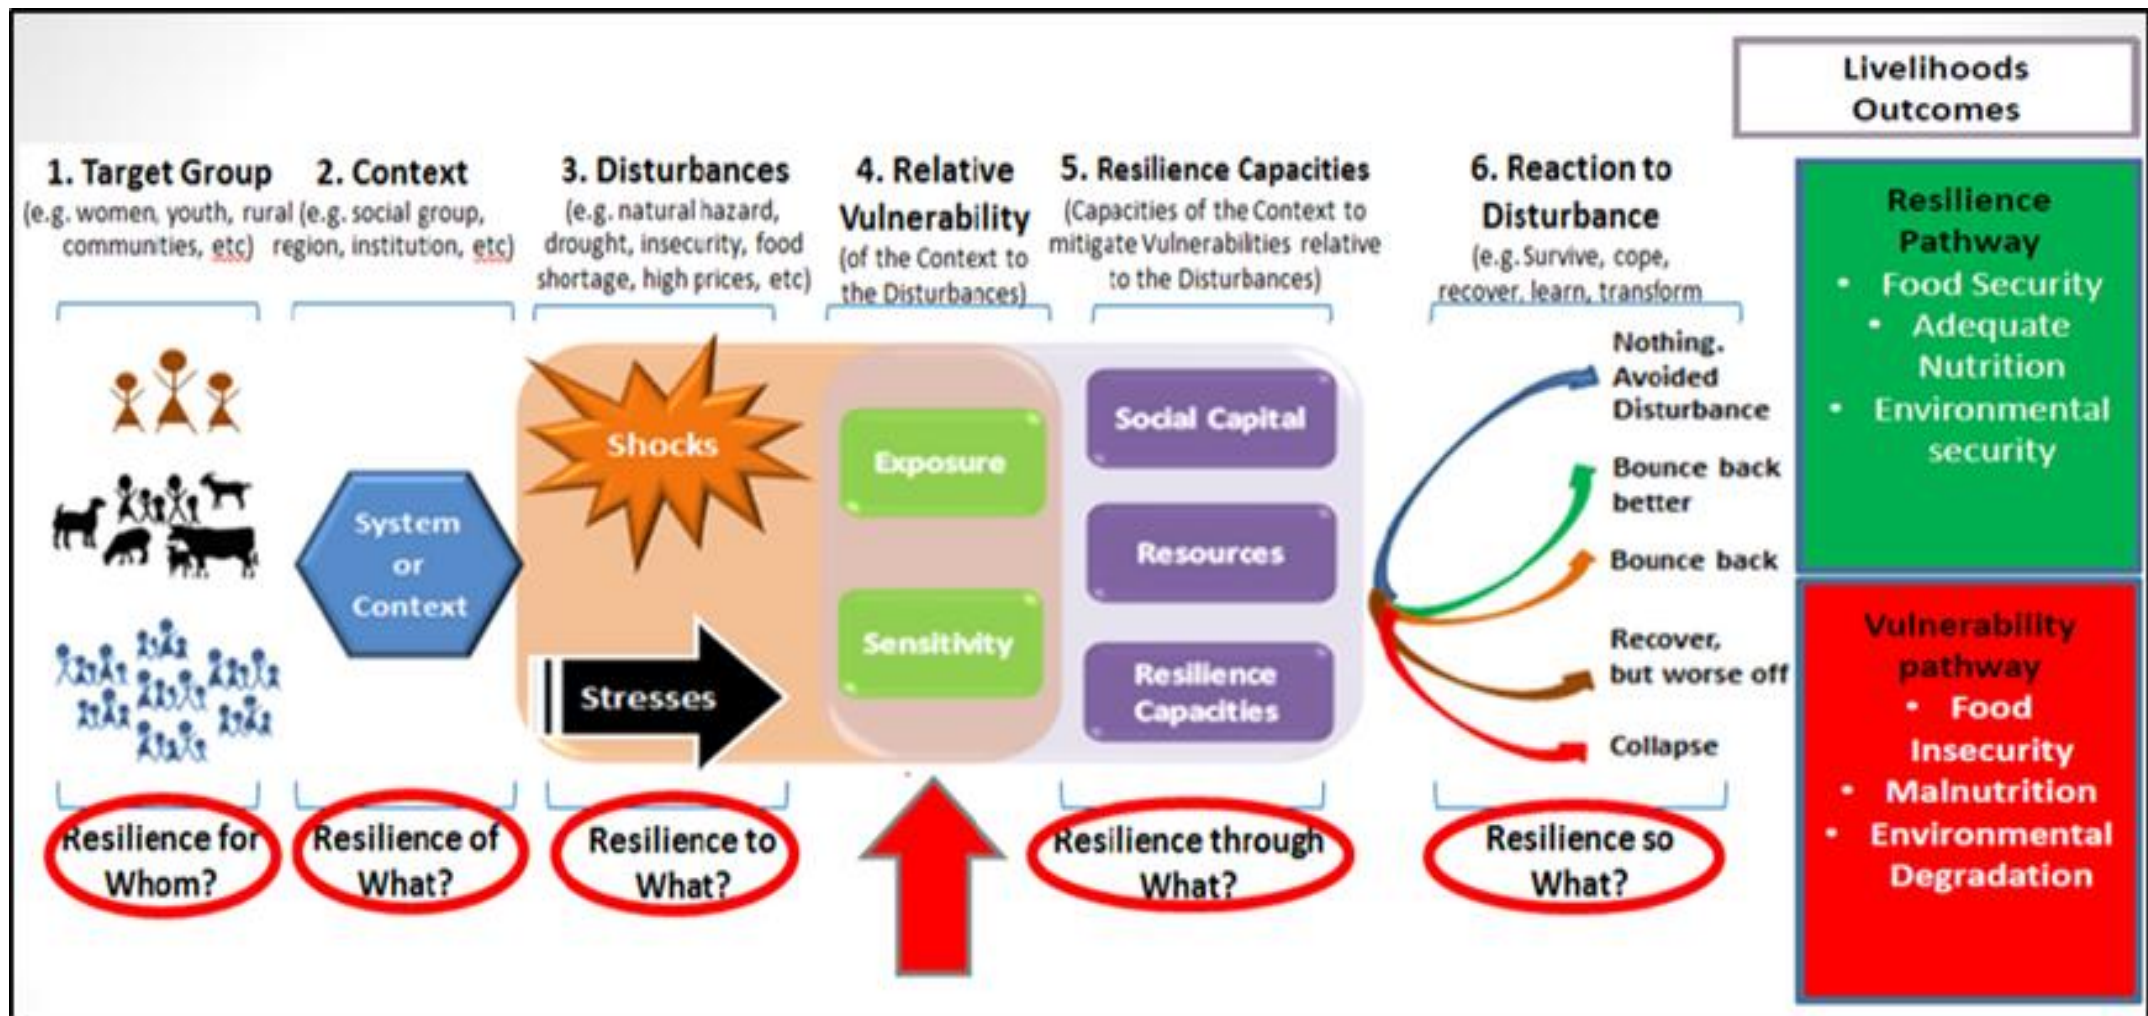 Livelihoods
Outcomes
1. Target Group
(e.g. women, youth, rural
communities, etc)
2. Context
(e.g. social group,
region, institution, etc)
3. Disturbances
(e.g. natural hazard,
drought, insecurity, food
shortage, high prices, etc)
4. Relative
Vulnerability
(of the Context to
the Disturbances)
5. Resilience Capacities
(Capacities of the Context to
mitigate Vulnerabilities relative
to the Disturbances)
6. Reaction to
Disturbance
(e.g. Survive, cope,
recover, learn, transform
System
or
Context
Shocks
Stresses
Exposure
Sensitivity
Social Capital
Resources
Resilience
Capacities
Nothing.
Avoided
Disturbance
Bounce back
better
Bounce back
Recover,
but worse off
Collapse
Resilience
Pathway
• Food Security
• Adequate
Nutrition
• Environmental
security
Vulnerability
pathway
• Food
Insecurity
• Malnutrition
• Environmental
Degradation
Resilience for
Whom?
Resilience of
What?
Resilience to
What?
Resilience through
What?
Resilience so
What?